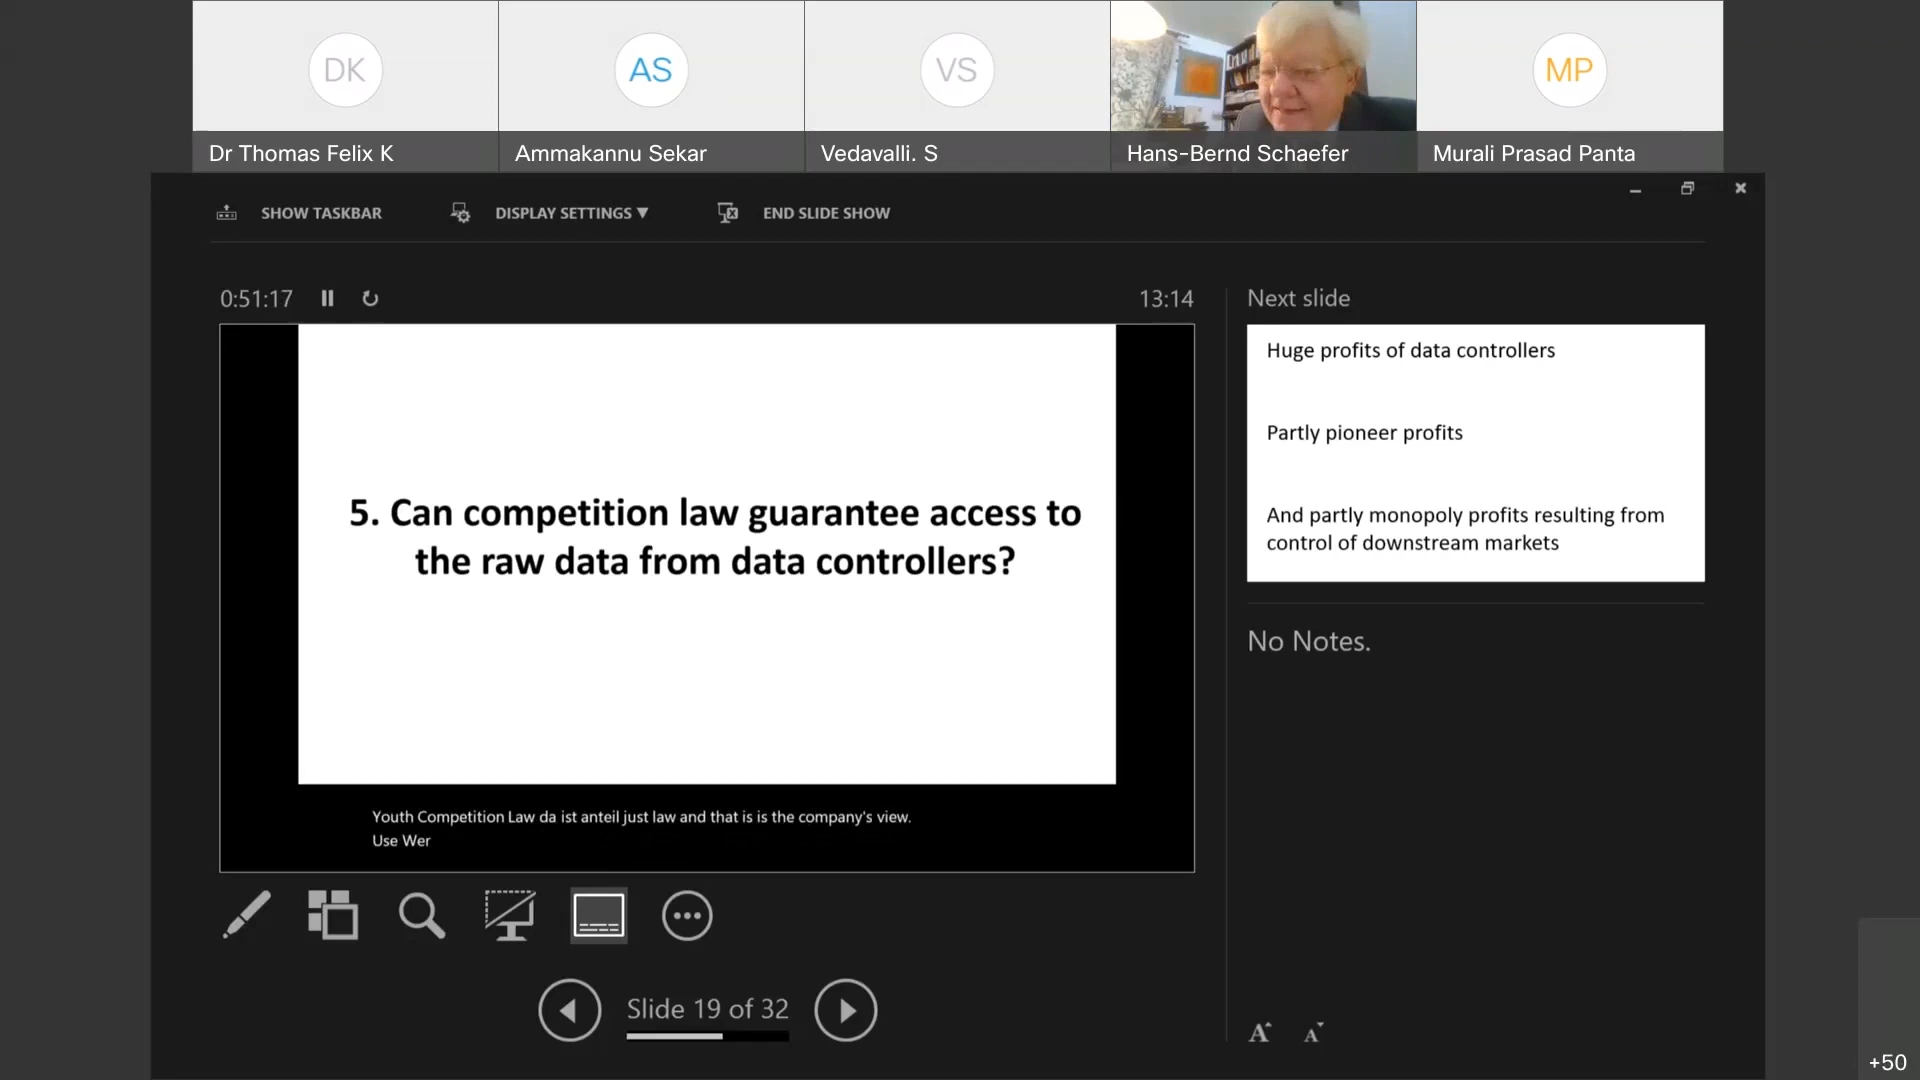 DK
AS
VS
MP
Dr Thomas Felix K
Ammakannu Sekar
Vedavalli. S
Hans-Bernd Schaefer
Murali Prasad Panta
SHOW TASKBAR
DISPLAY SETTINGS ▼
END SLIDE SHOW
0:51:17
13:14
5. Can competition law guarantee access to
the raw data from data controllers?
Youth Competition Law da ist anteil just law and that is is the company's view.
Use Wer
Slide 19 of 32
Next slide
Huge profits of data controllers
Partly pioneer profits
And partly monopoly profits resulting from
control of downstream markets
No Notes.
A A
+50